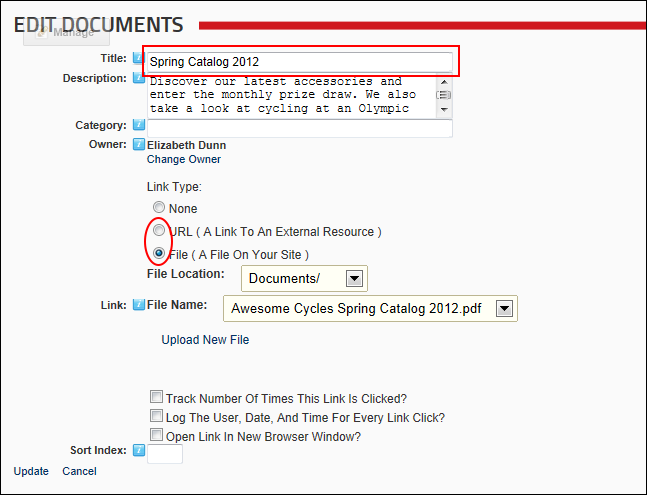 EDIT DOCUMENTS
Manage
Title: Spring Catalog 2012
Description: Discover our latest accessories and
enter the monthly prize draw. We also
take a look at cycling at an Olympic
Category:
Owner: Elizabeth Dunn
Change Owner
Link Type:
None
URL ( A Link To An External Resource )
File ( A File On Your Site )
File Location: Documents/
Link: File Name: Awesome Cycles Spring Catalog 2012.pdf
Upload New File
Track Number Of Times This Link Is Clicked?
Log The User, Date, And Time For Every Link Click?
Open Link In New Browser Window?
Sort Index:
Update Cancel